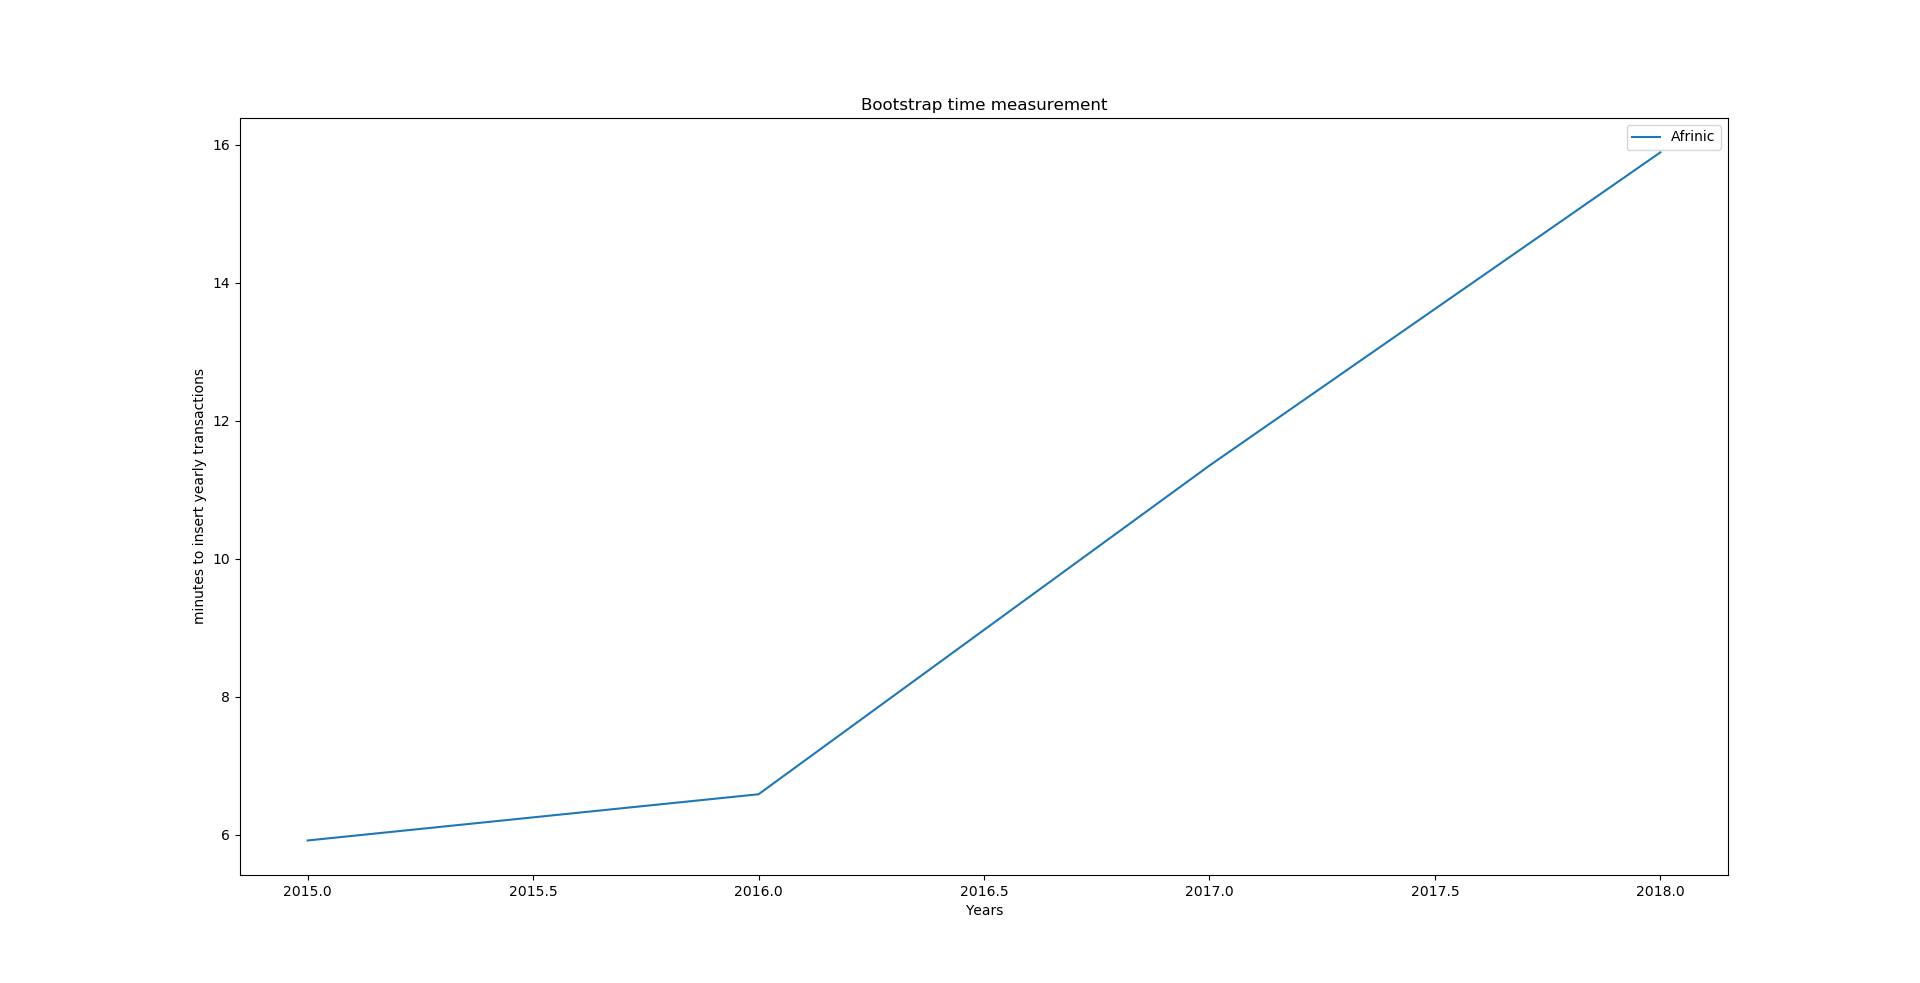 Bootstrap time measurement
Afrinic
minutes to insert yearly transactions
16
14
12
10
8
6
2015.0 2015.5 2016.0 2016.5 2017.0 2017.5 2018.0
Years